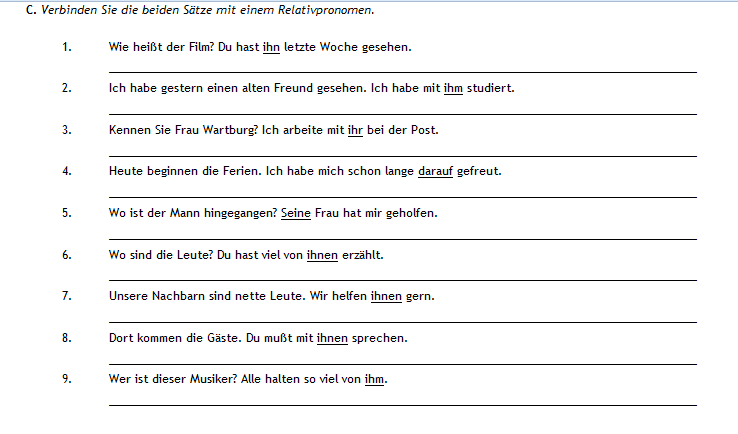 C. Verbinden Sie die beiden Sätze mit einem Relativpronomen.
1. Wie heißt der Film? Du hast ihn letzte Woche gesehen.
2. Ich habe gestern einen alten Freund gesehen. Ich habe mit ihm studiert.
3. Kennen Sie Frau Wartburg? Ich arbeite mit ihr bei der Post.
4. Heute beginnen die Ferien. Ich habe mich schon lange darauf gefreut.
5. Wo ist der Mann hingegangen? Seine Frau hat mir geholfen.
6. Wo sind die Leute? Du hast viel von ihnen erzählt.
7. Unsere Nachbarn sind nette Leute. Wir helfen ihnen gern.
8. Dort kommen die Gäste. Du mußt mit ihnen sprechen.
9. Wer ist dieser Musiker? Alle halten so viel von ihm.